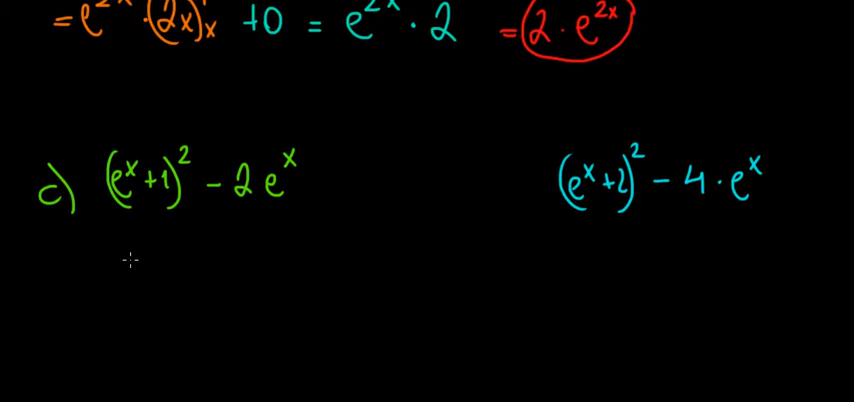 = e^{2x} · (2x)'_x + 0 = e^{2x} · 2 = 2 · e^{2x}
c) (e^x + 1)^2 − 2e^x (e^x + 2)^2 − 4 · e^x